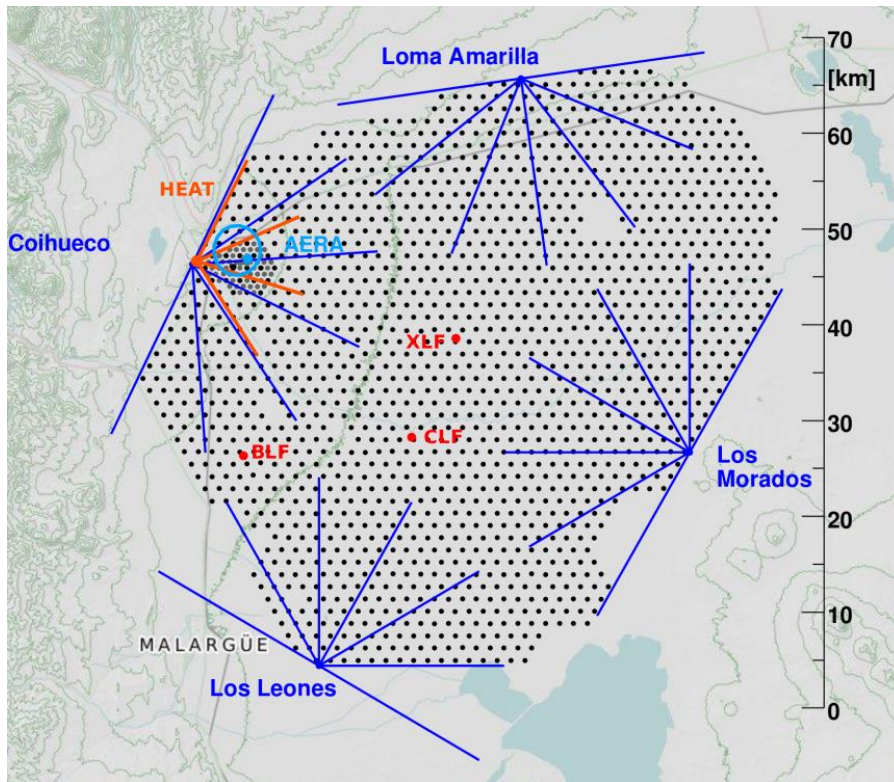 70
Loma Amarilla
[km]
60
HEAT
50
Coihueco
AERA
40
XLF
30
CLF
BLF
Los
Morados
20
10
MALARGÜE
Los Leones
0